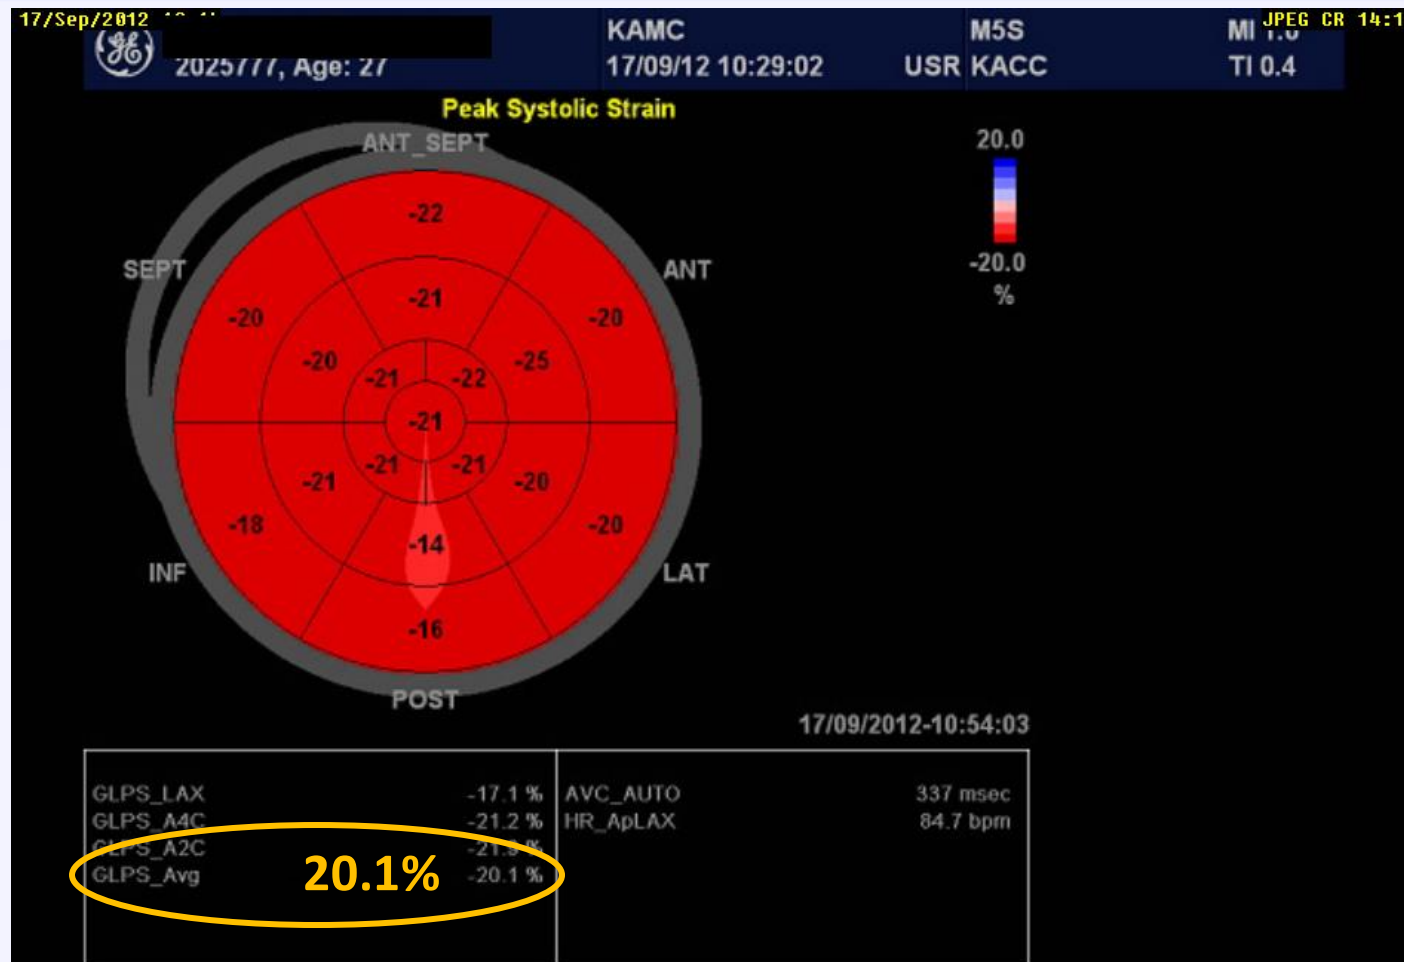 17/Sep/2012
JPEG CR 14:1
KAMC
M5S
MI 1.0
2025777, Age: 27
17/09/12 10:29:02
USR KACC
TI 0.4
Peak Systolic Strain
ANT_SEPT
20.0
-22
SEPT
ANT
-20.0
%
-21
-20
-20
-20
-25
-21
-22
-21
-21
-21
-21
-20
-18
-20
-14
INF
LAT
-16
POST
17/09/2012-10:54:03
GLPS_LAX -17.1 % AVC_AUTO 337 msec
GLPS_A4C -21.2 % HR_ApLAX 84.7 bpm
GLPS_A2C
GLPS_Avg 20.1% -20.1 %